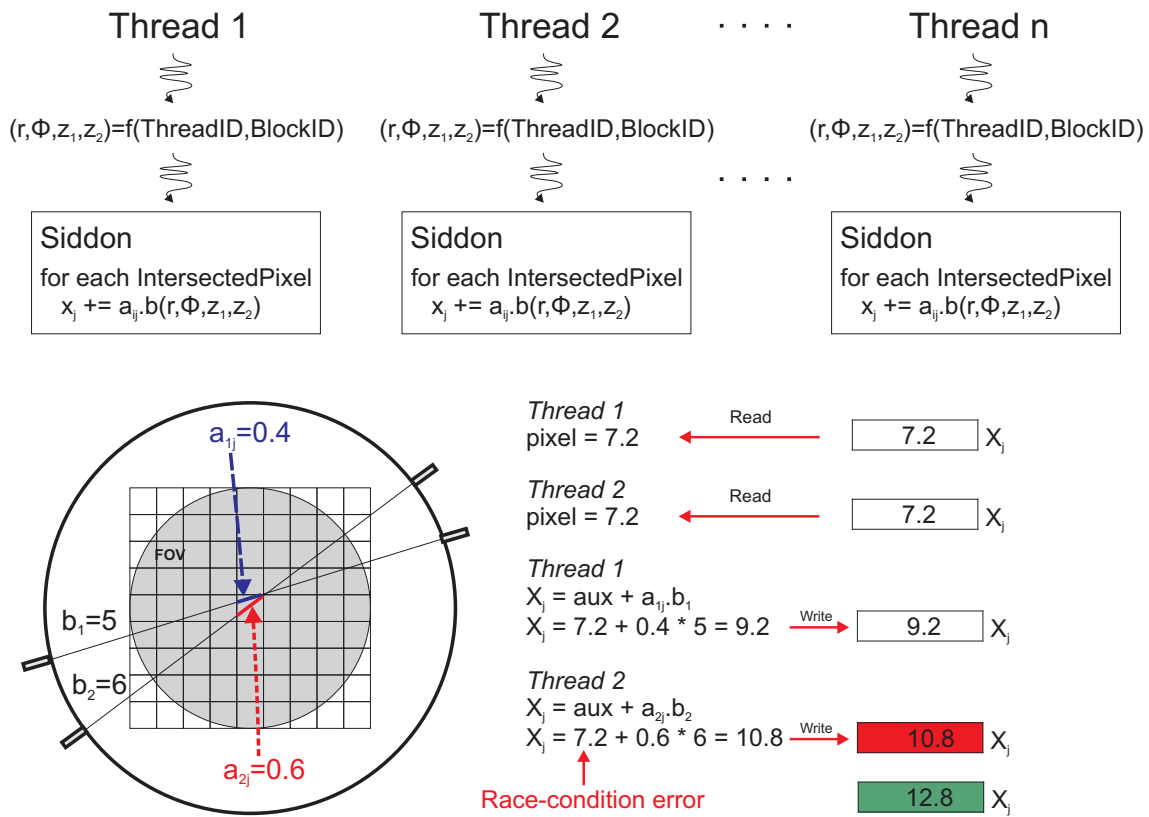 Thread 1 Thread 2 . . . . Thread n
(r,Φ,z₁,z₂)=f(ThreadID,BlockID) (r,Φ,z₁,z₂)=f(ThreadID,BlockID) (r,Φ,z₁,z₂)=f(ThreadID,BlockID)
. . . .
Siddon
for each IntersectedPixel
xⱼ += aᵢⱼ.b(r,Φ,z₁,z₂)
Siddon
for each IntersectedPixel
xⱼ += aᵢⱼ.b(r,Φ,z₁,z₂)
Siddon
for each IntersectedPixel
xⱼ += aᵢⱼ.b(r,Φ,z₁,z₂)
a₁ⱼ=0.4
FOV
b₁=5
b₂=6
a₂ⱼ=0.6
Thread 1
pixel = 7.2 Read 7.2 Xⱼ
Thread 2
pixel = 7.2 Read 7.2 Xⱼ
Thread 1
Xⱼ = aux + a₁ⱼ.b₁
Xⱼ = 7.2 + 0.4 * 5 = 9.2 Write 9.2 Xⱼ
Thread 2
Xⱼ = aux + a₂ⱼ.b₂
Xⱼ = 7.2 + 0.6 * 6 = 10.8 Write 10.8 Xⱼ
Race-condition error 12.8 Xⱼ